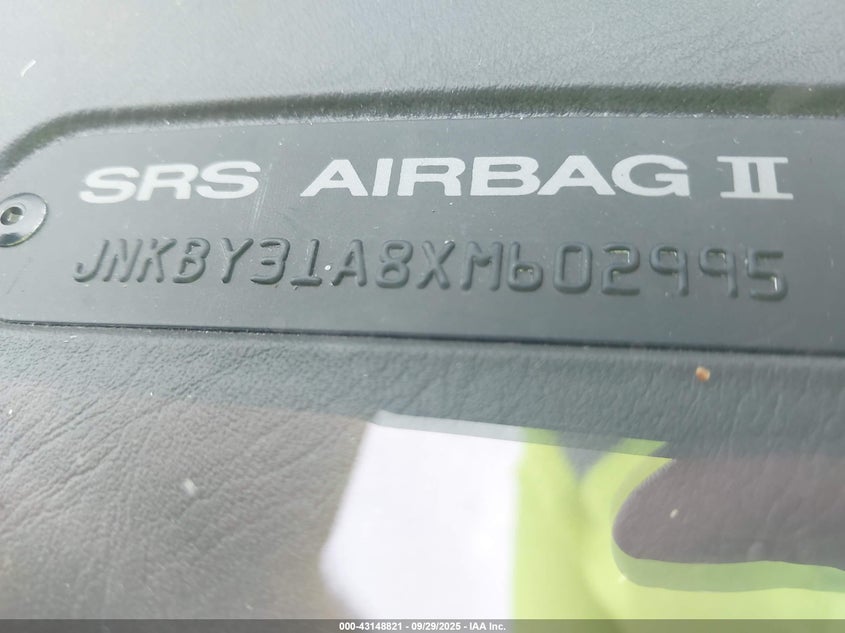 SRS AIRBAG II
JNKBY31A8XM602995
000-43148821 | 09/29/2025 - IAA Inc.